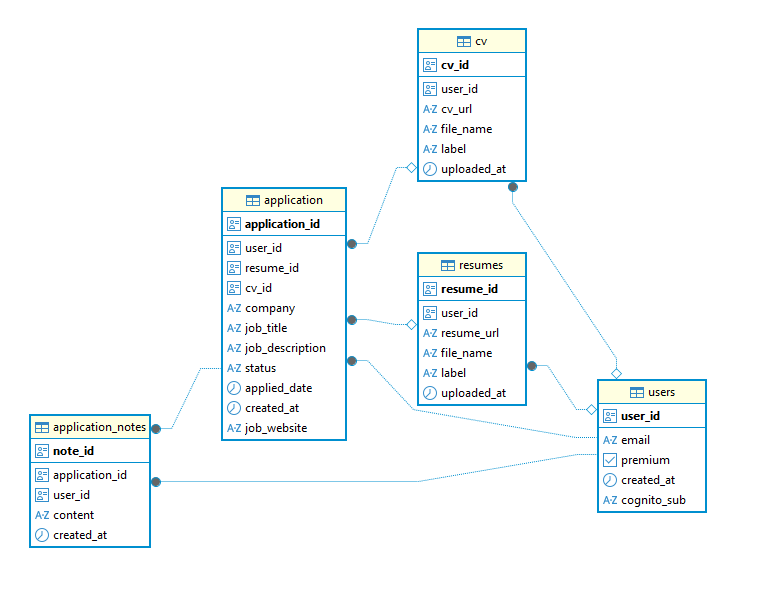 cv
cv_id
user_id
A-Z cv_url
A-Z file_name
A-Z label
uploaded_at
application
application_id
user_id
resume_id
cv_id
A-Z company
A-Z job_title
A-Z job_description
A-Z status
applied_date
created_at
A-Z job_website
resumes
resume_id
user_id
A-Z resume_url
A-Z file_name
A-Z label
uploaded_at
users
user_id
A-Z email
premium
created_at
A-Z cognito_sub
application_notes
note_id
application_id
user_id
A-Z content
created_at